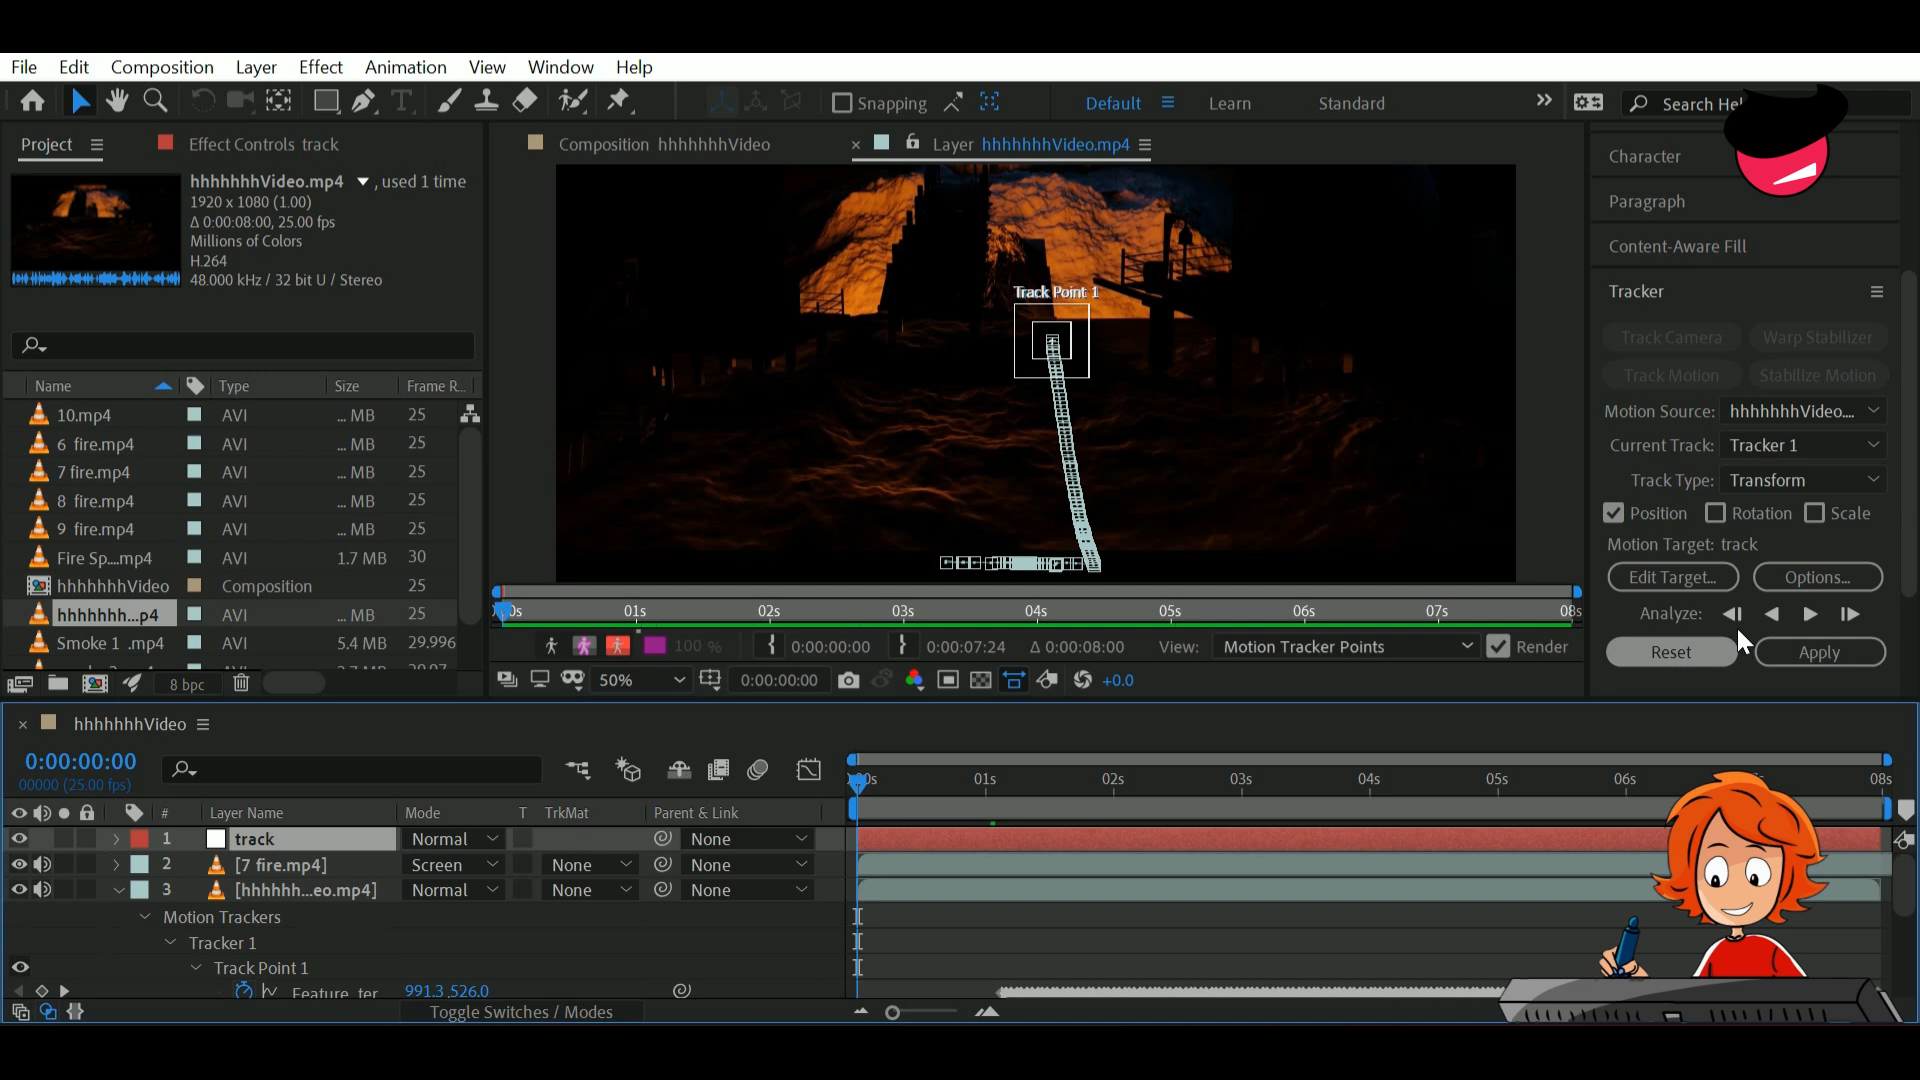 File Edit Composition Layer Effect Animation View Window Help
Snapping Default Learn Standard Search Hel
Project Effect Controls track Composition hhhhhhhVideo Layer hhhhhhhVideo.mp4
hhhhhhhVideo.mp4 , used 1 time
1920 x 1080 (1.00)
Δ 0:00:08:00, 25.00 fps
Millions of Colors
H.264
48.000 kHz / 32 bit U / Stereo
Name Type Size Frame R...
10.mp4 AVI ... MB 25
6 fire.mp4 AVI ... MB 25
7 fire.mp4 AVI ... MB 25
8 fire.mp4 AVI ... MB 25
9 fire.mp4 AVI ... MB 25
Fire Sp....mp4 AVI 1.7 MB 30
hhhhhhhVideo Composition 25
hhhhhhh...p4 AVI ... MB 25
Smoke 1 .mp4 AVI 5.4 MB 29.996
8 bpc
Track Point 1
01s 02s 03s 04s 05s 06s 07s 08s
100 % 0:00:00:00 0:00:07:24 Δ 0:00:08:00 View: Motion Tracker Points Render
50% 0:00:00:00 +0.0
Character
Paragraph
Content-Aware Fill
Tracker
Track Camera Warp Stabilizer
Track Motion Stabilize Motion
Motion Source: hhhhhhhVideo....
Current Track: Tracker 1
Track Type: Transform
Position Rotation Scale
Motion Target: track
Edit Target... Options...
Analyze:
Reset Apply
hhhhhhhVideo
0:00:00:00
00000 (25.00 fps)
01s 02s 03s 04s 05s 06s 08s
# Layer Name Mode T TrkMat Parent & Link
1 track Normal None
2 [7 fire.mp4] Screen None None
3 [hhhhhh...eo.mp4] Normal None None
Motion Trackers
Tracker 1
Track Point 1
991.3 ,526.0
Toggle Switches / Modes